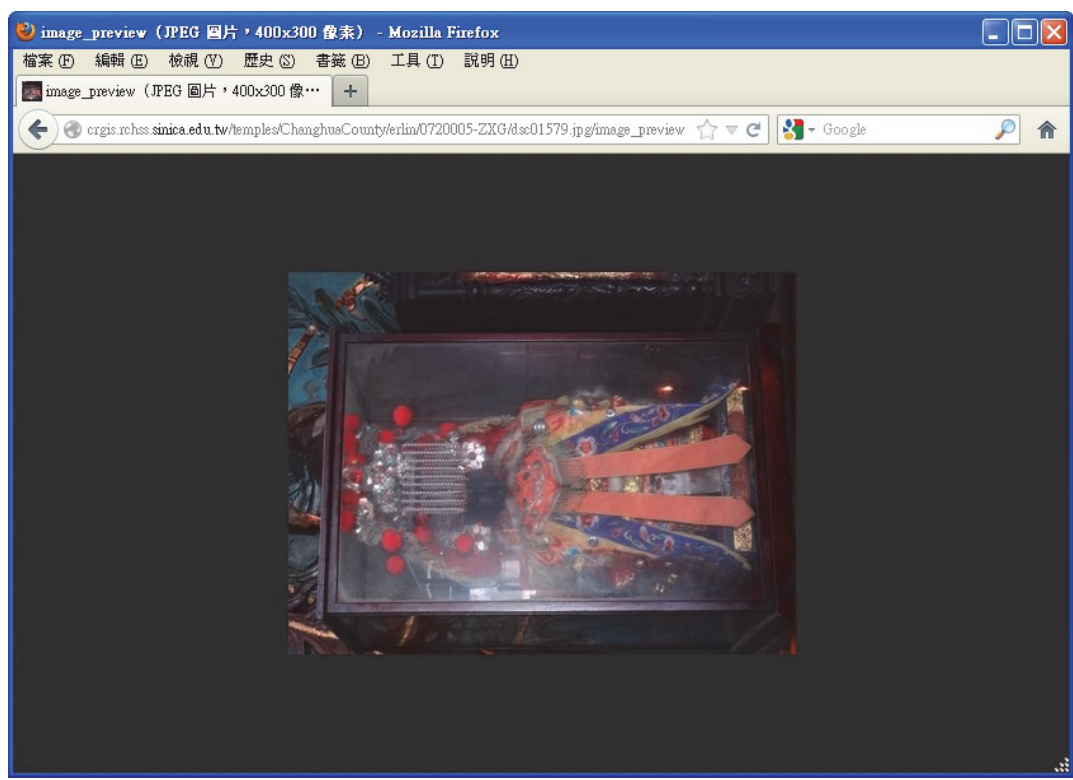 image_preview (JPEG 圖片，400x300 像素) - Mozilla Firefox
檔案(F) 編輯(E) 檢視(V) 歷史(S) 書籤(B) 工具(T) 說明(H)
image_preview (JPEG 圖片，400x300 像…
crgis.rchss.sinica.edu.tw/temples/ChanghuaCounty/erlin/0720005-ZXG/dsc01579.jpg/image_preview Google